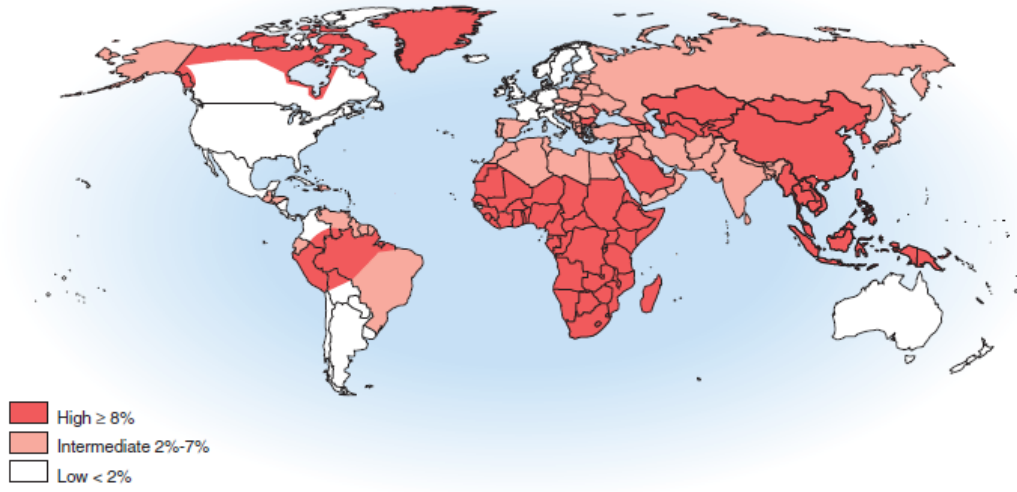 High ≥ 8%
Intermediate 2%-7%
Low < 2%